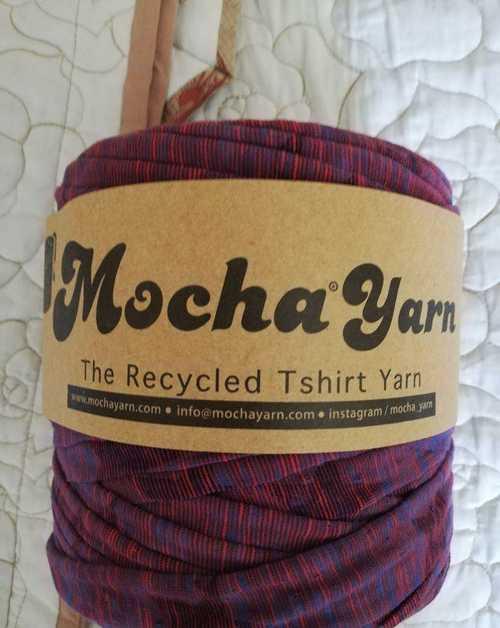 Mocha® Yarn
The Recycled Tshirt Yarn
www.mochayarn.com • info@mochayarn.com • instagram / mocha_yarn